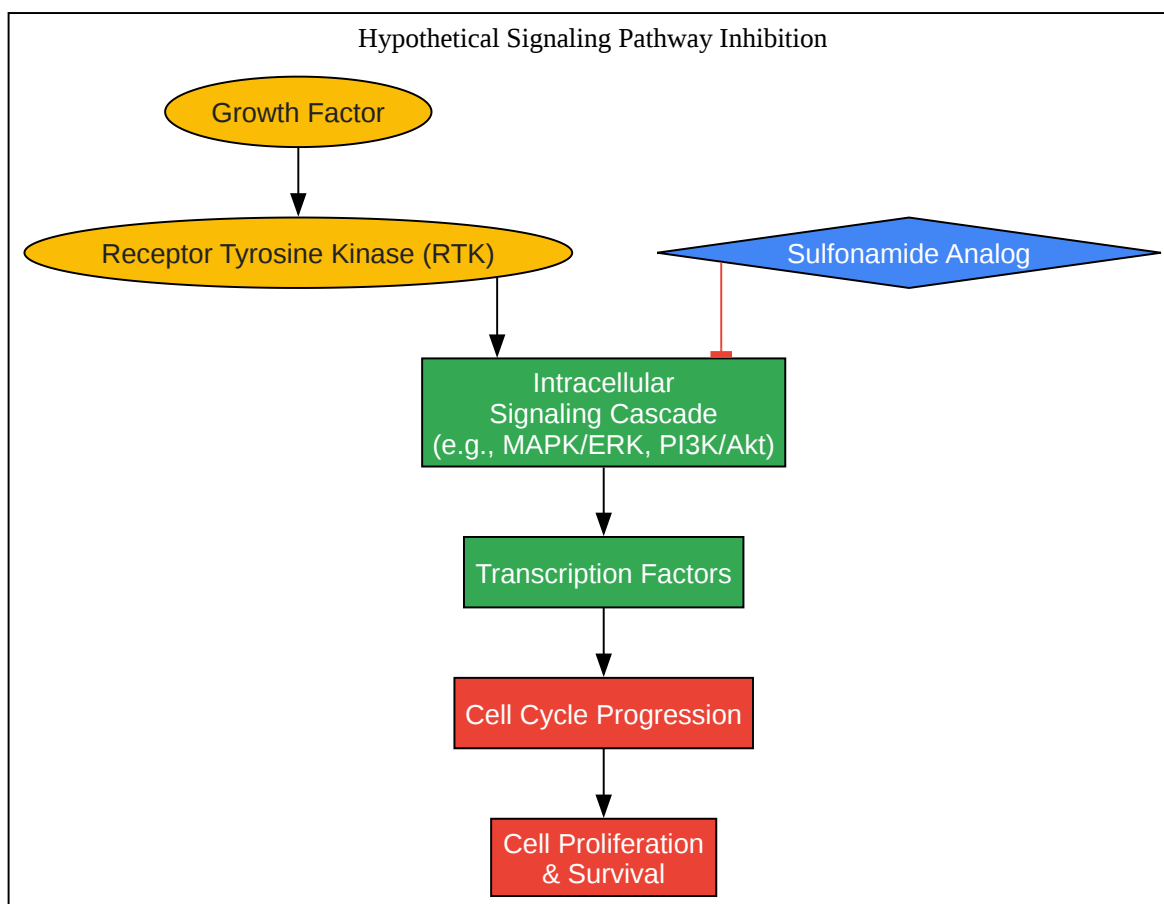 Hypothetical Signaling Pathway Inhibition
Growth Factor
Receptor Tyrosine Kinase (RTK)
Sulfonamide Analog
Intracellular
Signaling Cascade
(e.g., MAPK/ERK, PI3K/Akt)
Transcription Factors
Cell Cycle Progression
Cell Proliferation
& Survival